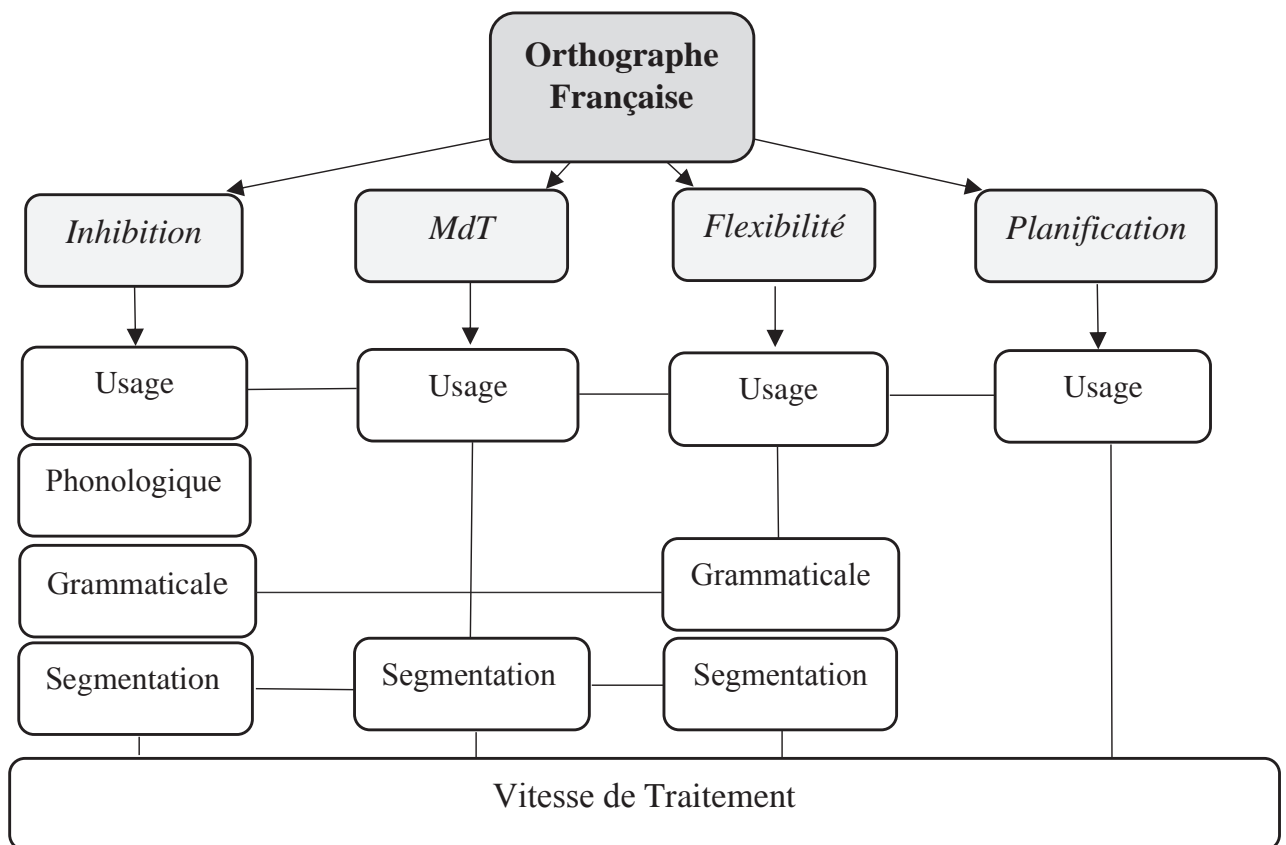 Orthographe
Française
Inhibition
MdT
Flexibilité
Planification
Usage
Usage
Usage
Usage
Phonologique
Grammaticale
Grammaticale
Segmentation
Segmentation
Segmentation
Vitesse de Traitement